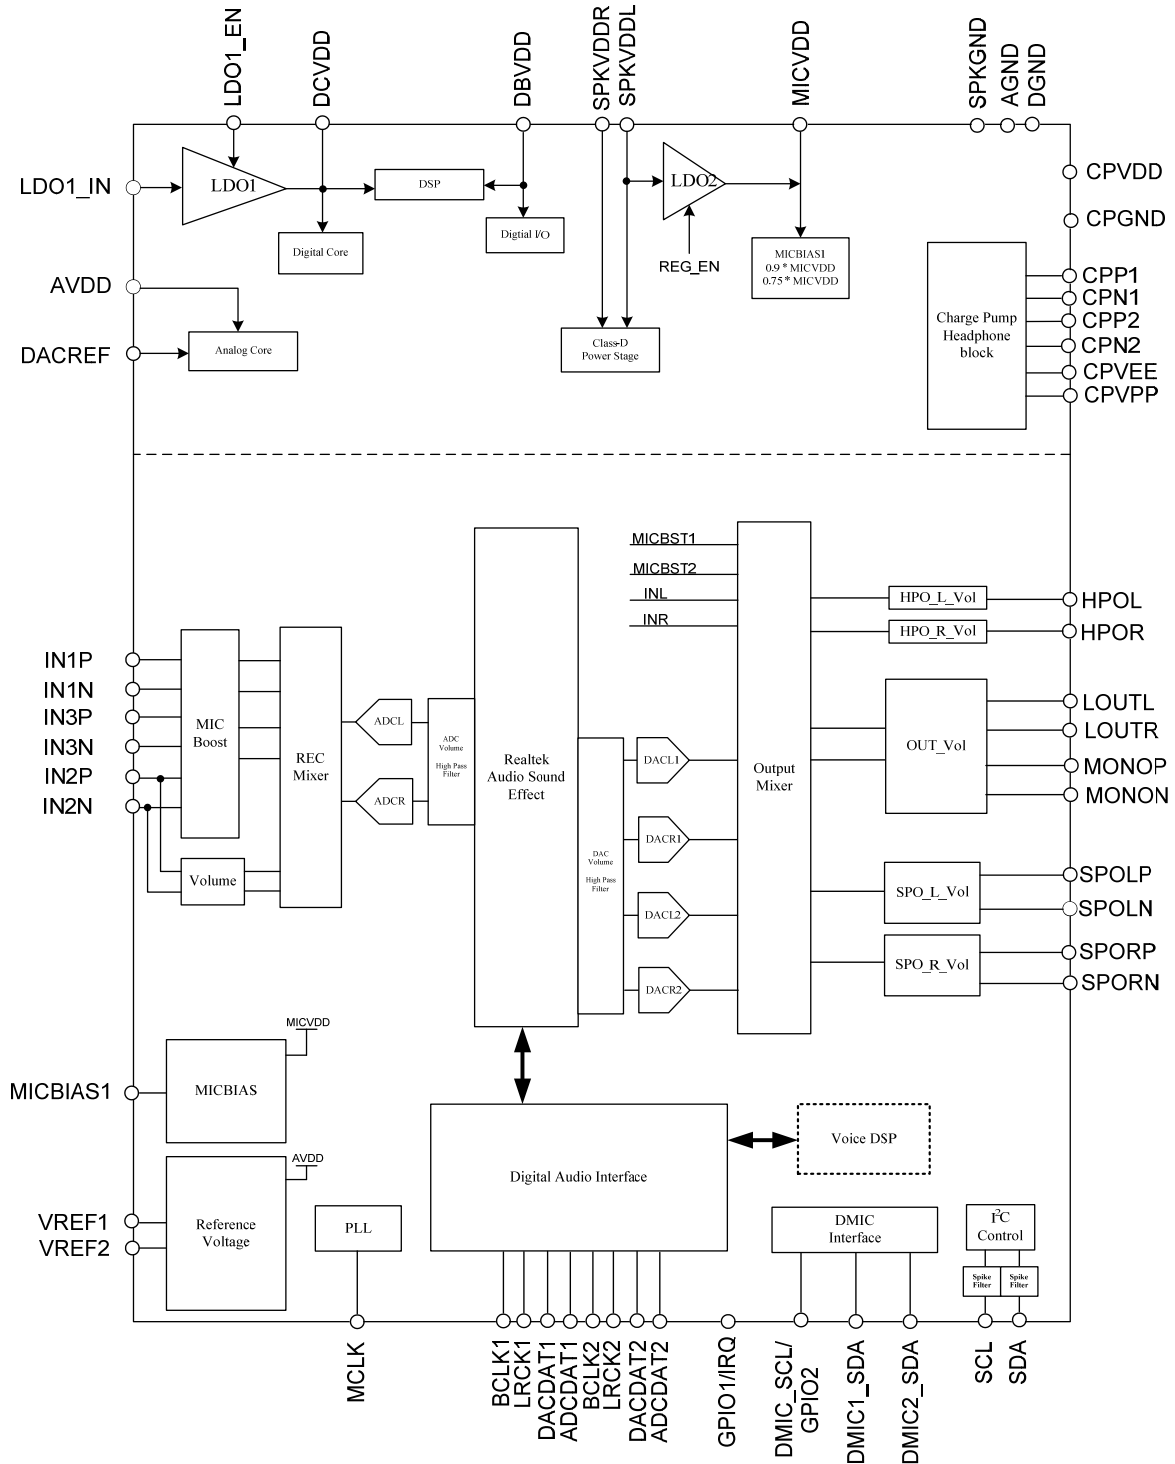 LDO1_EN
DCVDD
DBVDD
SPKVDDR
SPKVDDL
MICVDD
SPKGND
AGND
DGND
LDO1_IN
LDO1
DSP
LDO2
CPVDD
CPGND
Digital Core
Digtial I/O
REG_EN
MICBIAS1
0.9 * MICVDD
0.75 * MICVDD
AVDD
DACREF
Analog Core
Class-D
Power Stage
Charge Pump
Headphone
block
CPP1
CPN1
CPP2
CPN2
CPVEE
CPVPP
MICBST1
MICBST2
INL
INR
HPO_L_Vol
HPOL
HPO_R_Vol
HPOR
IN1P
IN1N
IN3P
IN3N
IN2P
IN2N
MIC
Boost
Volume
REC
Mixer
ADCL
ADCR
ADC
Volume
High Pass
Filter
Realtek
Audio Sound
Effect
DAC
Volume
High Pass
Filter
DACL1
DACR1
DACL2
DACR2
Output
Mixer
OUT_Vol
LOUTL
LOUTR
MONOP
MONON
SPO_L_Vol
SPOLP
SPOLN
SPO_R_Vol
SPORP
SPORN
MICVDD
MICBIAS1
MICBIAS
AVDD
VREF1
VREF2
Reference
Voltage
PLL
Digital Audio Interface
Voice DSP
DMIC
Interface
I2C
Control
Spike
Filter
Spike
Filter
MCLK
BCLK1
LRCK1
DACDAT1
ADCDAT1
BCLK2
LRCK2
DACDAT2
ADCDAT2
GPIO1/IRQ
DMIC_SCL/
GPIO2
DMIC1_SDA
DMIC2_SDA
SCL
SDA